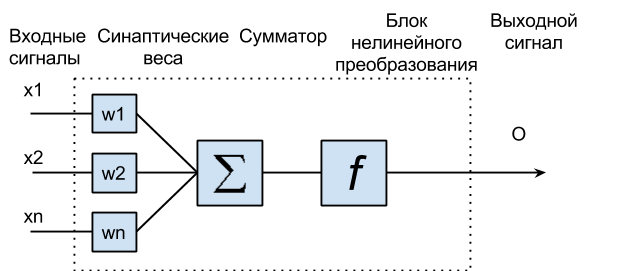 Входные
сигналы
Синаптические
веса
Сумматор
Блок
нелинейного
преобразования
Выходной
сигнал
x1
w1
x2
w2
xn
wn
Σ
f
O